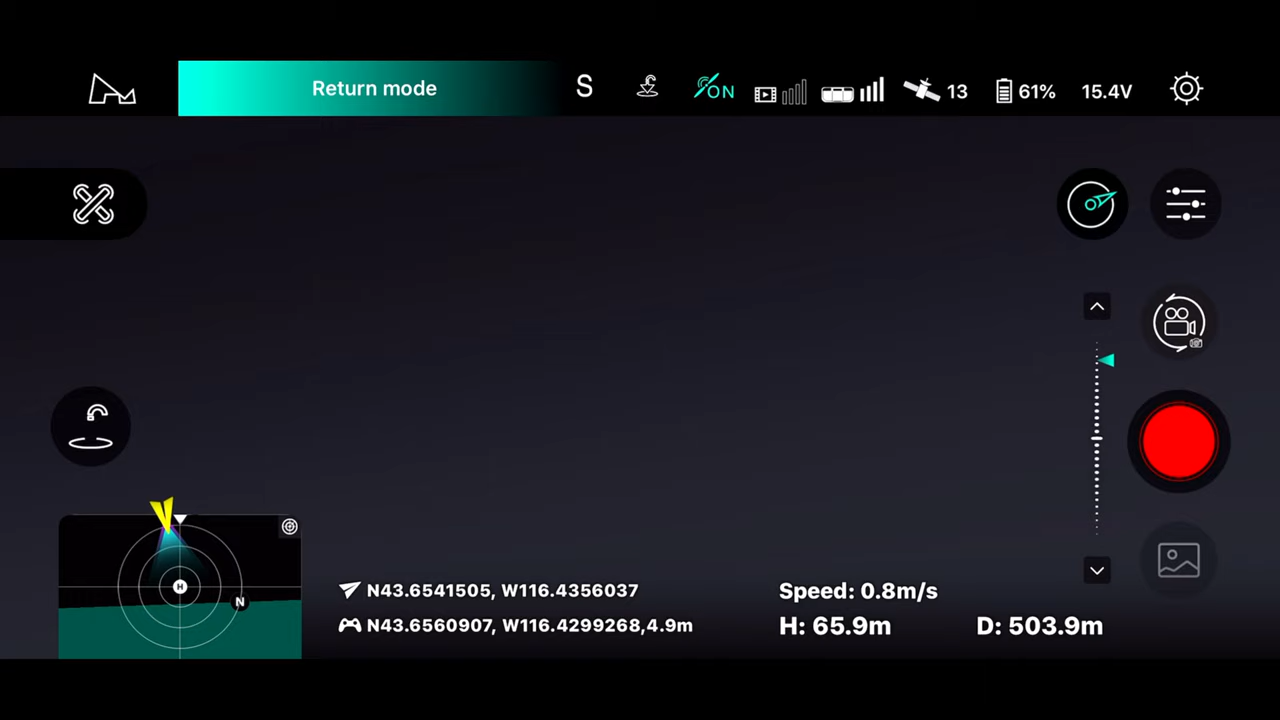 Return mode
S
ON
13
61%
15.4V
H
N
N43.6541505, W116.4356037
N43.6560907, W116.4299268,4.9m
Speed: 0.8m/s
H: 65.9m
D: 503.9m